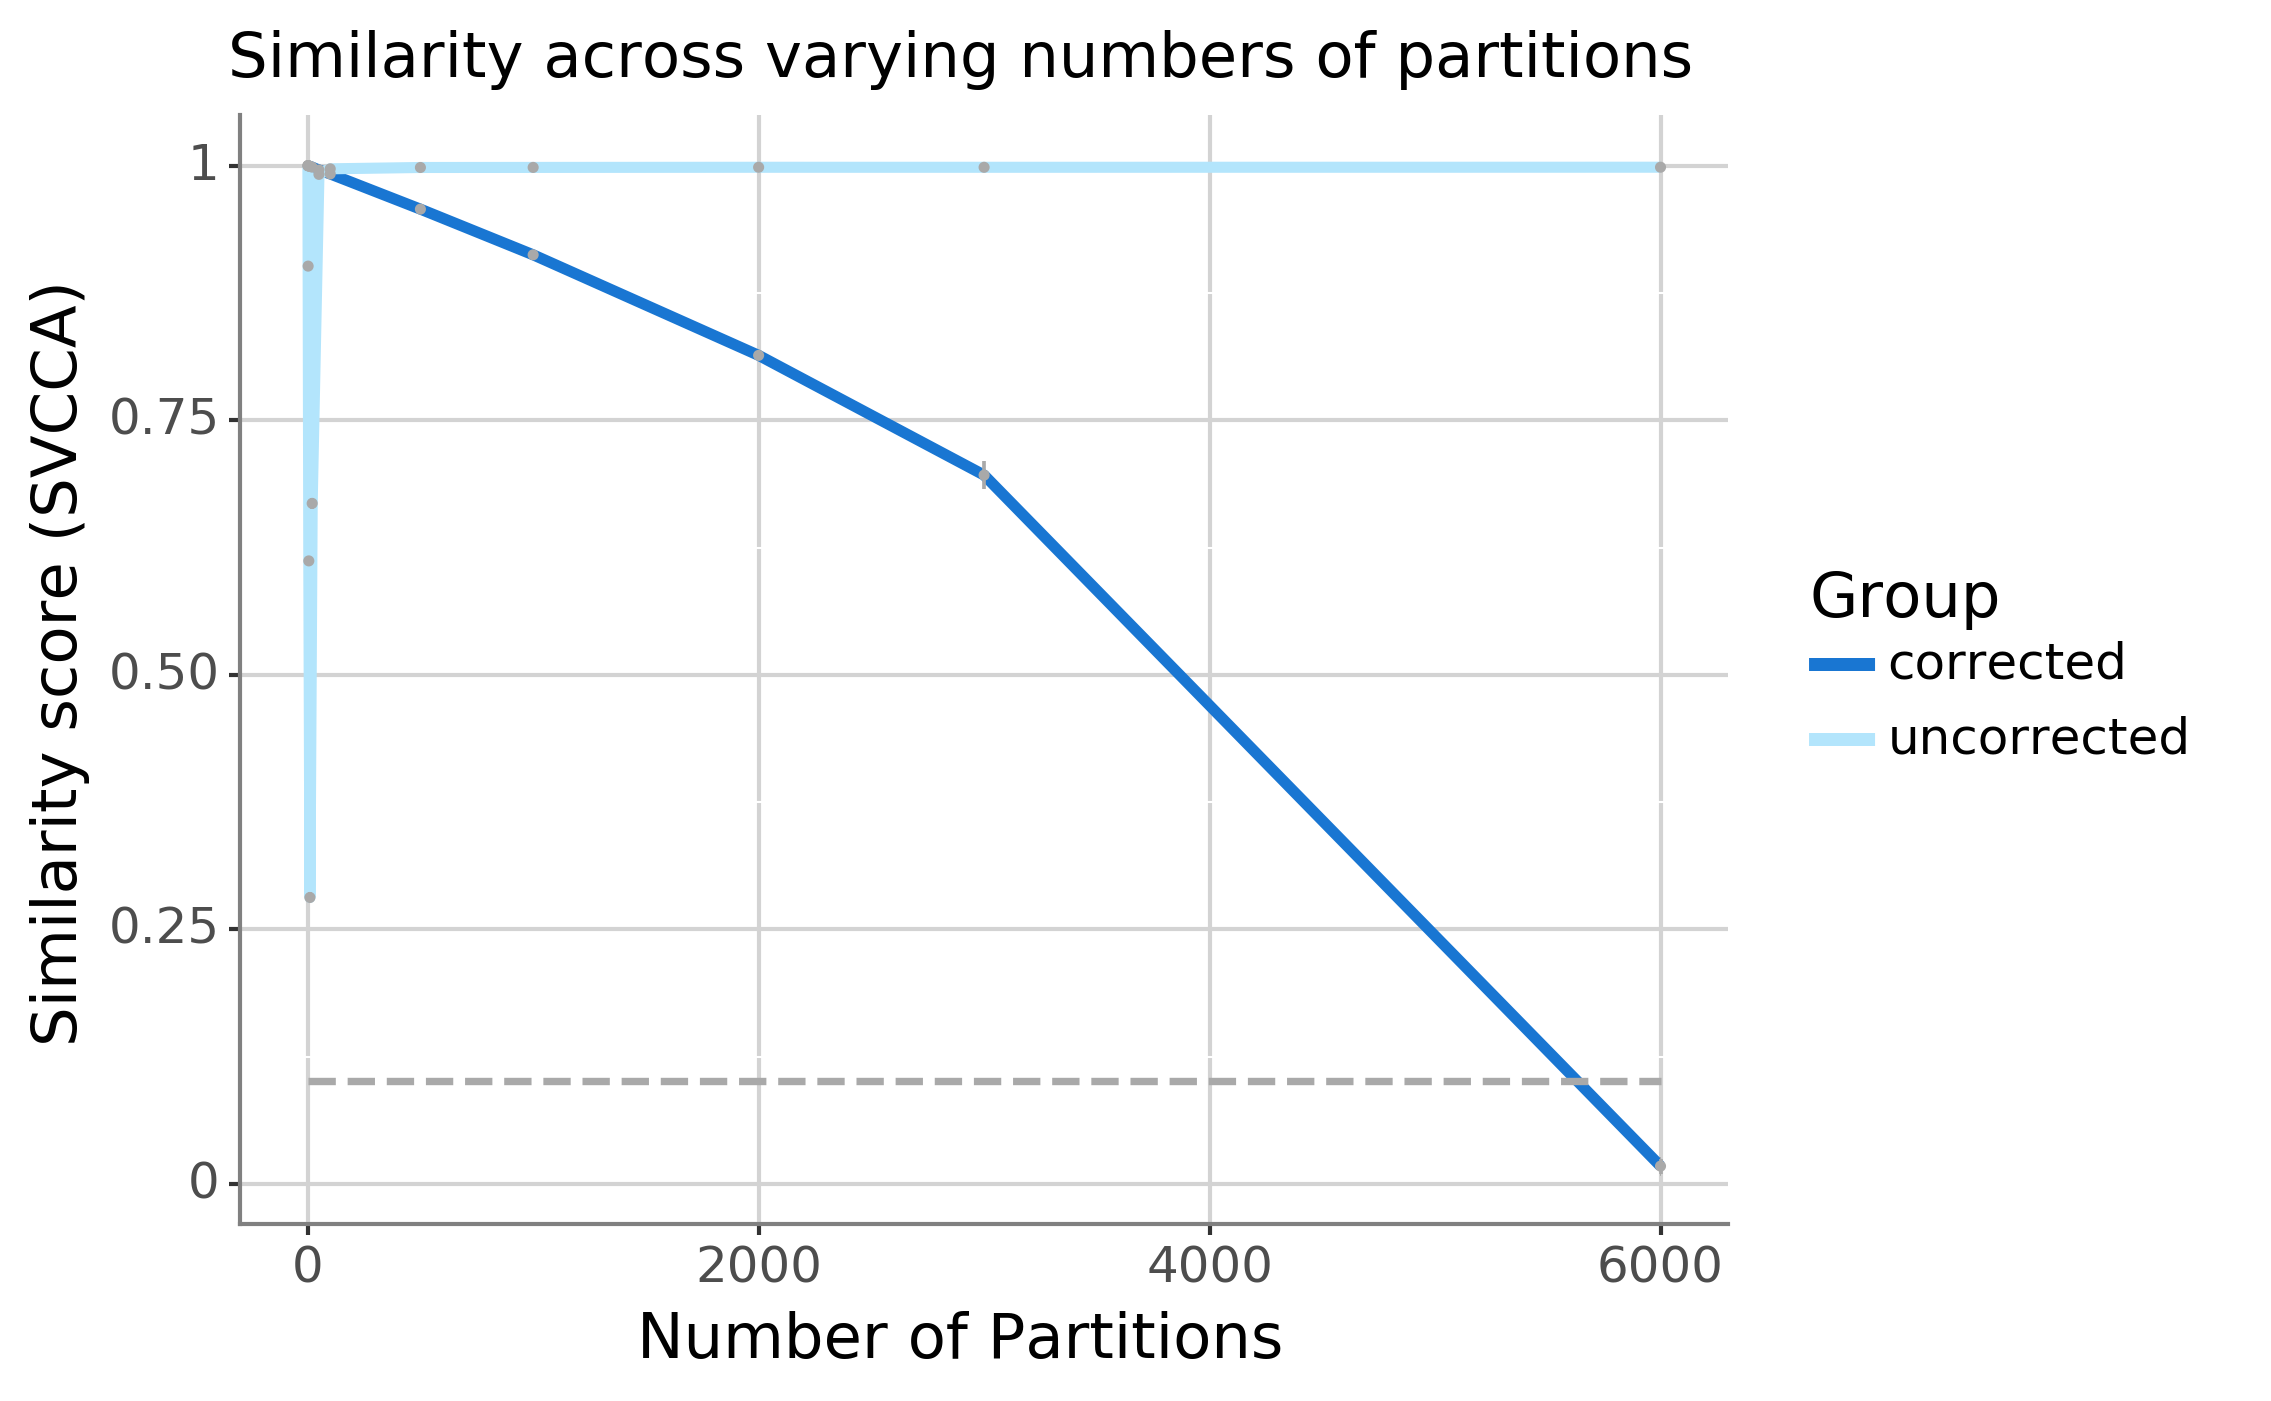 Similarity across varying numbers of partitions
1
0.75
0.50
0.25
0
Similarity score (SVCCA)
0
2000
4000
6000
Number of Partitions
Group
corrected
uncorrected